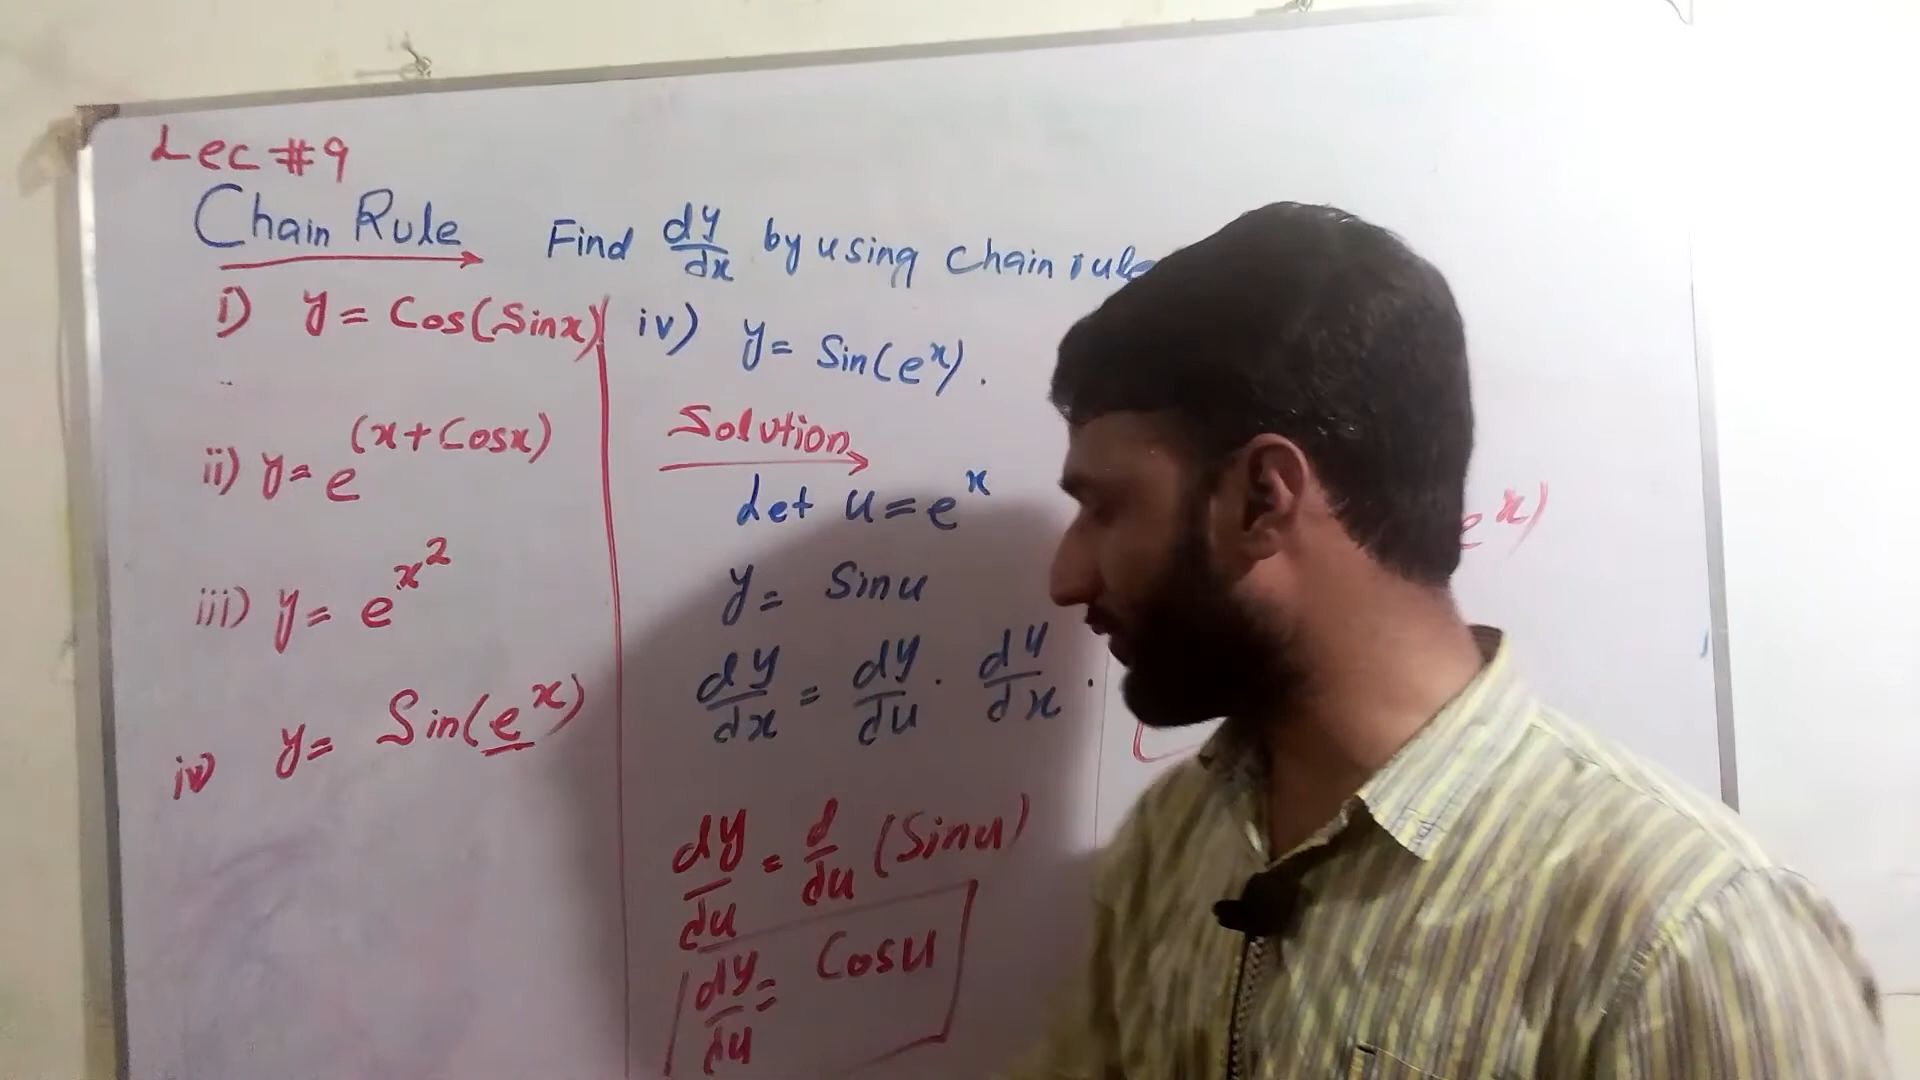 Lec #9
Chain Rule Find dy/dx by using chain rule
i) y = Cos(Sinx)
ii) y = e^(x+Cosx)
iii) y = e^x^2
iv) y = Sin(e^x)
iv) y = Sin(e^x).
Solution
Let u = e^x
y = Sinu
dy/dx = dy/du . dy/dx .
dy/du = d/du (Sinu)
dy/du = Cosu
e^x)